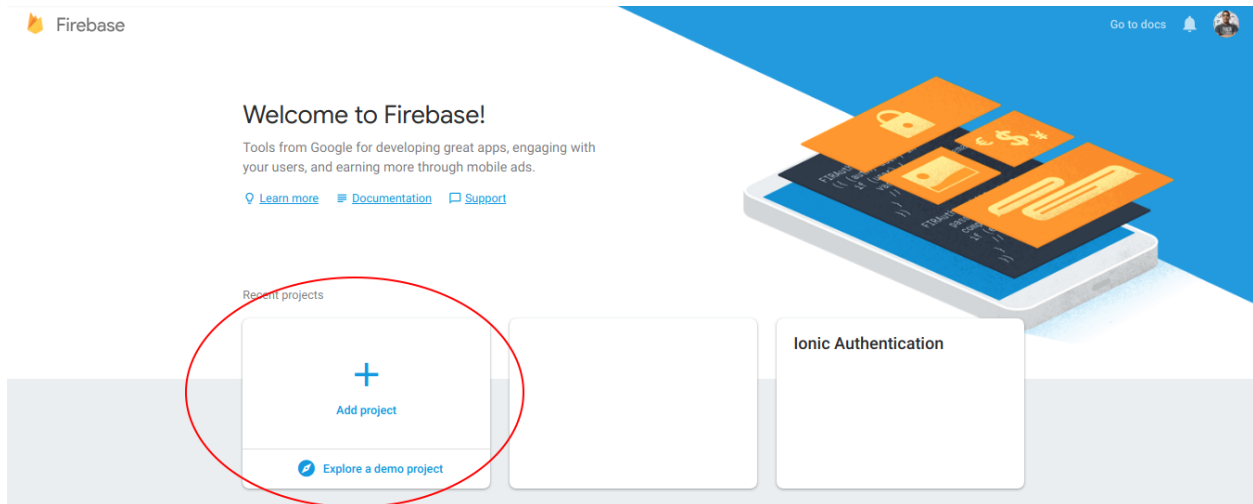 Firebase
Go to docs
Welcome to Firebase!
Tools from Google for developing great apps, engaging with
your users, and earning more through mobile ads.
Learn more Documentation Support
Recent projects
Ionic Authentication
Add project
Explore a demo project